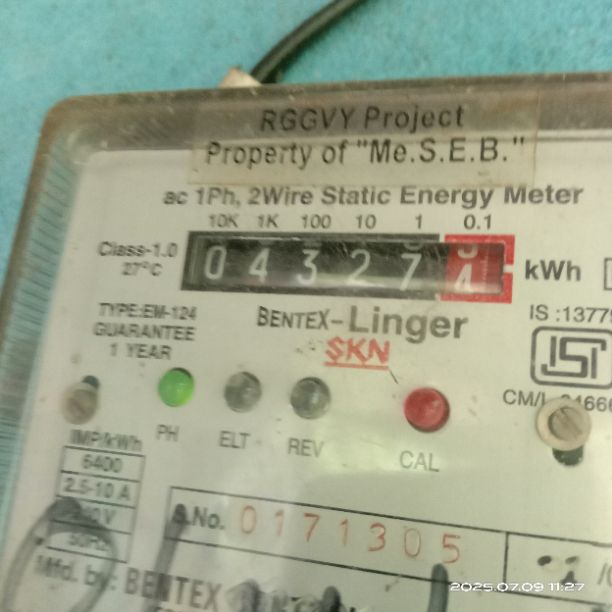 RGGVY Project
Property of "Me.S.E.B."
ac 1Ph, 2Wire Static Energy Meter
10K 1K 100 10 1 0.1
Class-1.0
27°C
0 4 3 2 7 4 kWh
TYPE:EM-124
GUARANTEE
1 YEAR
BENTEX-Linger
SKN
IS :1377
ISI
CM/L
PH ELT REV CAL
IMP/kWh
6400
2.5-10 A
50Hz
S.No. 0171305
Mfd. by: BENTEX
2025.07.09 11:27